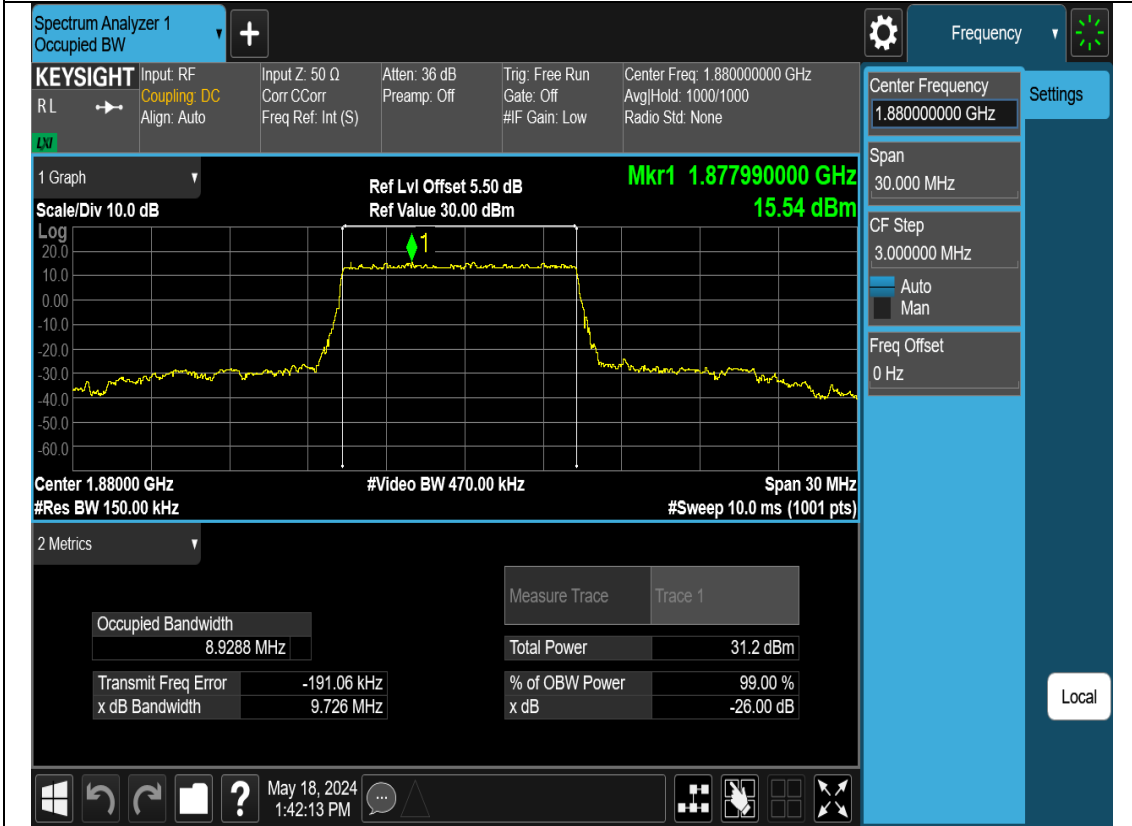 Spectrum Analyzer 1
Occupied BW
+
Frequency
KEYSIGHT
R L
LXI
Input: RF
Coupling: DC
Align: Auto
Input Z: 50 Ω
Corr CCorr
Freq Ref: Int (S)
Atten: 36 dB
Preamp: Off
Trig: Free Run
Gate: Off
#IF Gain: Low
Center Freq: 1.880000000 GHz
Avg|Hold: 1000/1000
Radio Std: None
Center Frequency
1.880000000 GHz
Settings
Span
30.000 MHz
CF Step
3.000000 MHz
Auto
Man
Freq Offset
0 Hz
Local
1 Graph
Scale/Div 10.0 dB
Ref Lvl Offset 5.50 dB
Ref Value 30.00 dBm
Mkr1 1.877990000 GHz
15.54 dBm
Log
1
20.0
10.0
0.00
-10.0
-20.0
-30.0
-40.0
-50.0
-60.0
Center 1.88000 GHz
#Res BW 150.00 kHz
#Video BW 470.00 kHz
Span 30 MHz
#Sweep 10.0 ms (1001 pts)
2 Metrics
Measure Trace Trace 1
Occupied Bandwidth
8.9288 MHz
Total Power 31.2 dBm
Transmit Freq Error -191.06 kHz
% of OBW Power 99.00 %
x dB Bandwidth 9.726 MHz
x dB -26.00 dB
?
May 18, 2024
1:42:13 PM